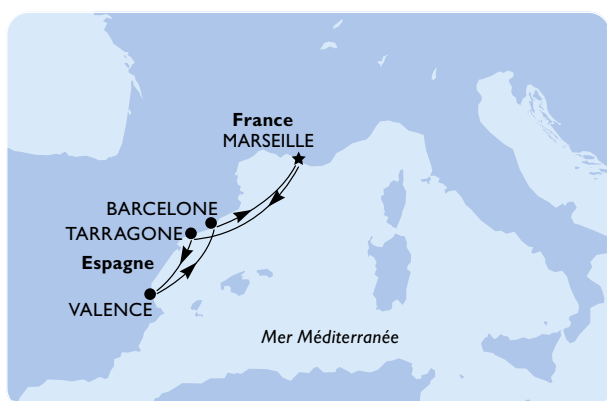 France
MARSEILLE
BARCELONE
TARRAGONE
Espagne
VALENCE
Mer Méditerranée